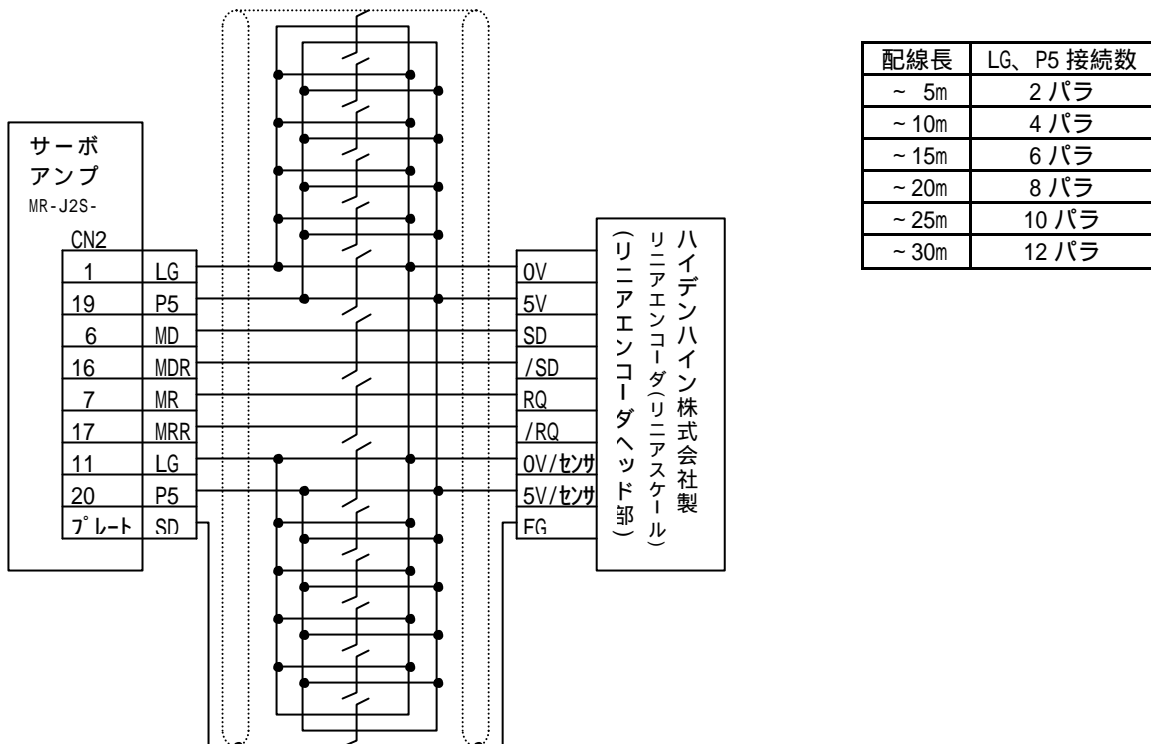 サーボ
アンプ
MR-J2S-
CN2
1 LG
19 P5
6 MD
16 MDR
7 MR
17 MRR
11 LG
20 P5
プレート SD
0V
5V
SD
/SD
RQ
/RQ
0V/センサ
5V/センサ
FG
ハイデンハイン株式会社製
リニアエンコーダ(リニアスケール)
(リニアエンコーダヘッド部)
配線長 LG、P5 接続数
~ 5m 2 パラ
~ 10m 4 パラ
~ 15m 6 パラ
~ 20m 8 パラ
~ 25m 10 パラ
~ 30m 12 パラ